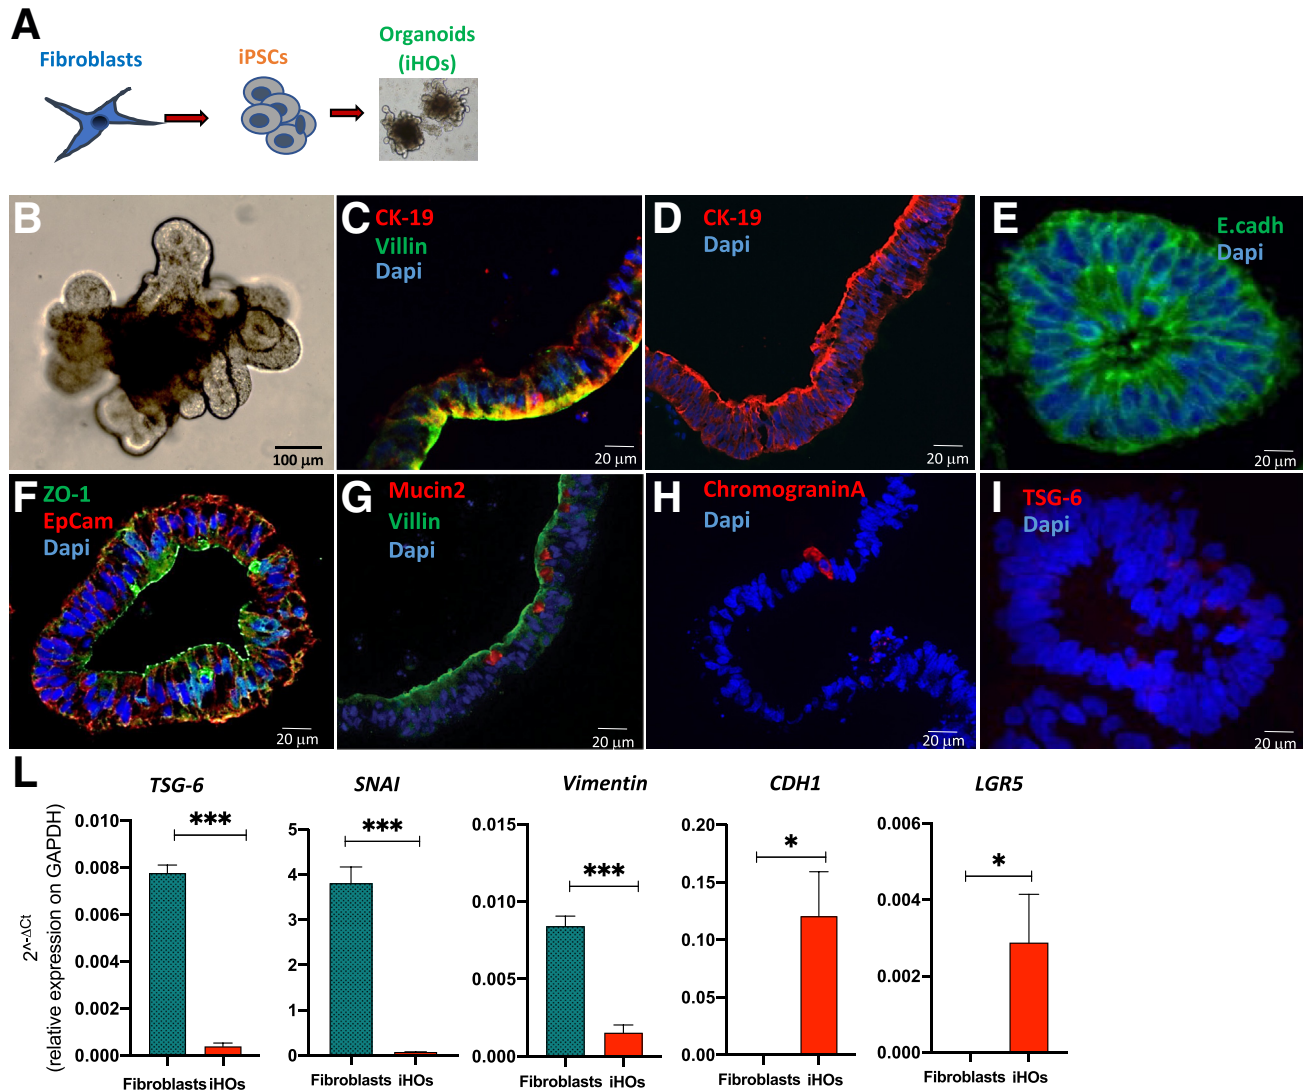 A
Fibroblasts
iPSCs
Organoids
(iHOs)
B
100 µm
C
CK-19
Villin
Dapi
20 µm
D
CK-19
Dapi
20 µm
E
E.cadh
Dapi
20 µm
F
ZO-1
EpCam
Dapi
20 µm
G
Mucin2
Villin
Dapi
20 µm
H
ChromograninA
Dapi
20 µm
I
TSG-6
Dapi
20 µm
L
2^-ΔCt
(relative expression on GAPDH)
TSG-6
***
0.010
0.008
0.006
0.004
0.002
0.000
Fibroblasts iHOs
SNAI
***
5
4
3
2
1
0
Fibroblasts iHOs
Vimentin
***
0.015
0.010
0.005
0.000
Fibroblasts iHOs
CDH1
*
0.20
0.15
0.10
0.05
0.00
Fibroblasts iHOs
LGR5
*
0.006
0.004
0.002
0.000
Fibroblasts iHOs